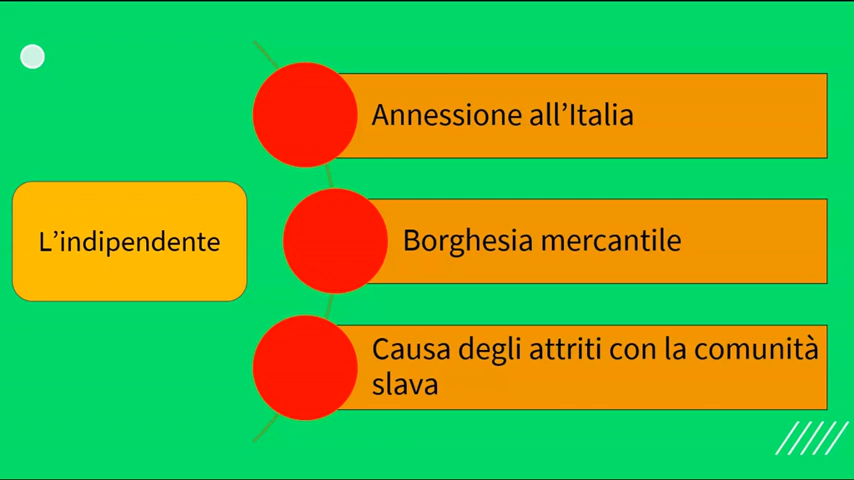 L’indipendente
Annessione all’Italia
Borghesia mercantile
Causa degli attriti con la comunità
slava